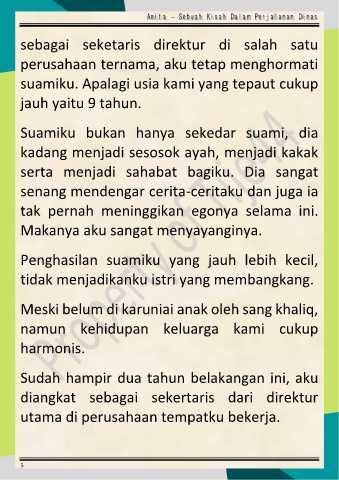 Anita – Sebuah Kisah Dalam Perjalanan Dinas
sebagai seketaris direktur di salah satu
perusahaan ternama, aku tetap menghormati
suamiku. Apalagi usia kami yang tepaut cukup
jauh yaitu 9 tahun.
Suamiku bukan hanya sekedar suami, dia
kadang menjadi sesosok ayah, menjadi kakak
serta menjadi sahabat bagiku. Dia sangat
senang mendengar cerita-ceritaku dan juga ia
tak pernah meninggikan egonya selama ini.
Makanya aku sangat menyayanginya.
Penghasilan suamiku yang jauh lebih kecil,
tidak menjadikanku istri yang membangkang.
Meski belum di karuniai anak oleh sang khaliq,
namun kehidupan keluarga kami cukup
harmonis.
Sudah hampir dua tahun belakangan ini, aku
diangkat sebagai sekertaris dari direktur
utama di perusahaan tempatku bekerja.
5
Property of